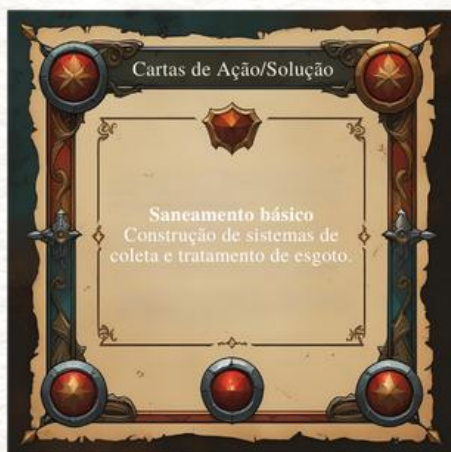 Cartas de Ação/Solução
Saneamento básico
Construção de sistemas de
coleta e tratamento de esgoto.